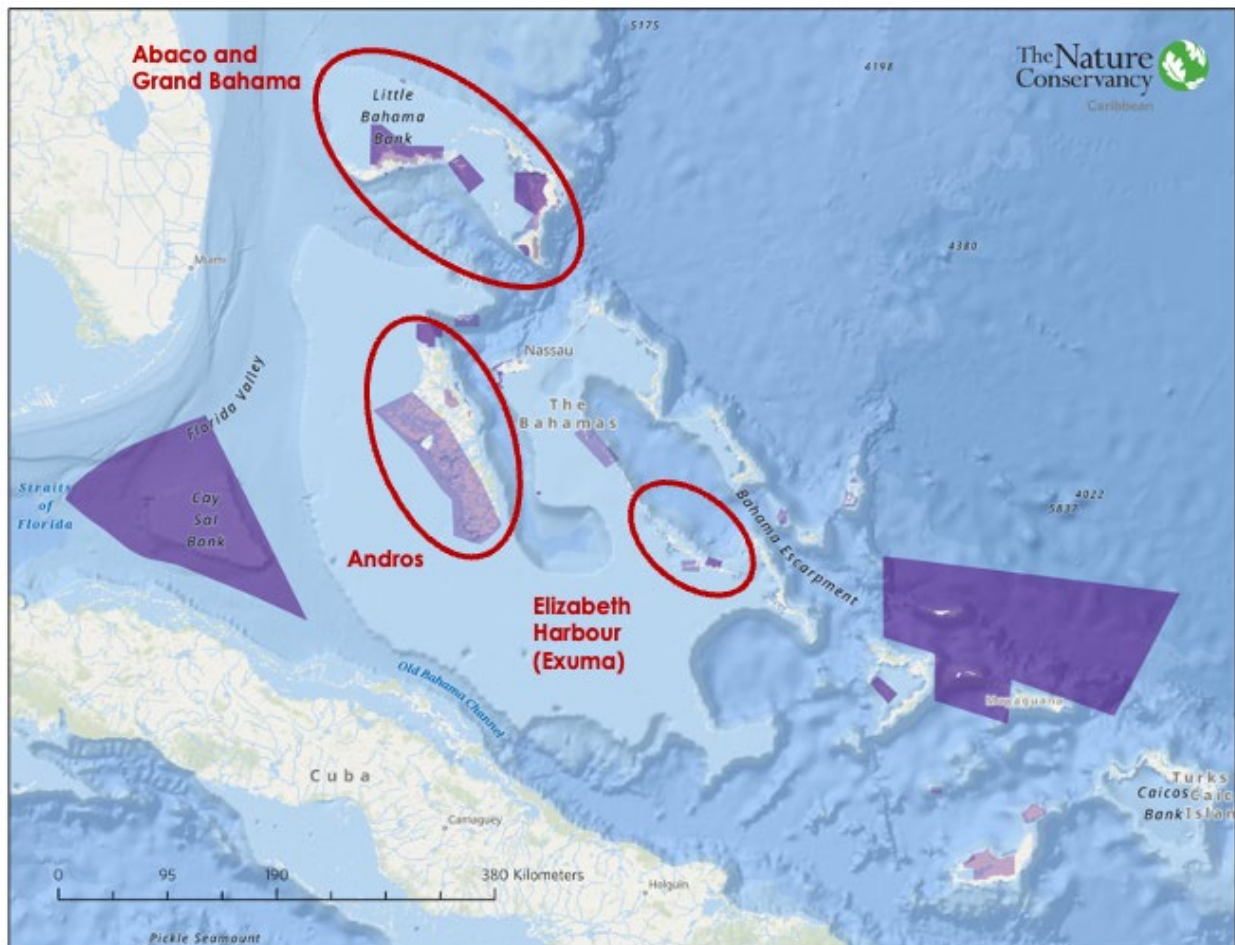 5175
Abaco and
Grand Bahama
The Nature
Conservancy
Caribbean
4198
Little
Bahama
Bank
4380
Miami
Nassau
Florida Valley
The
Bahamas
Straits
of
Florida
Cay
Sal
Bank
Bahama Escarpment
4022
5837
Andros
Elizabeth
Harbour
(Exuma)
Old Bahama Channel
Mayaguana
Cuba
Turks
Caicos
Caic
Bank
Islan
Camaguey
0 95 190 380 Kilometers
Holguin
Pickle Seamount